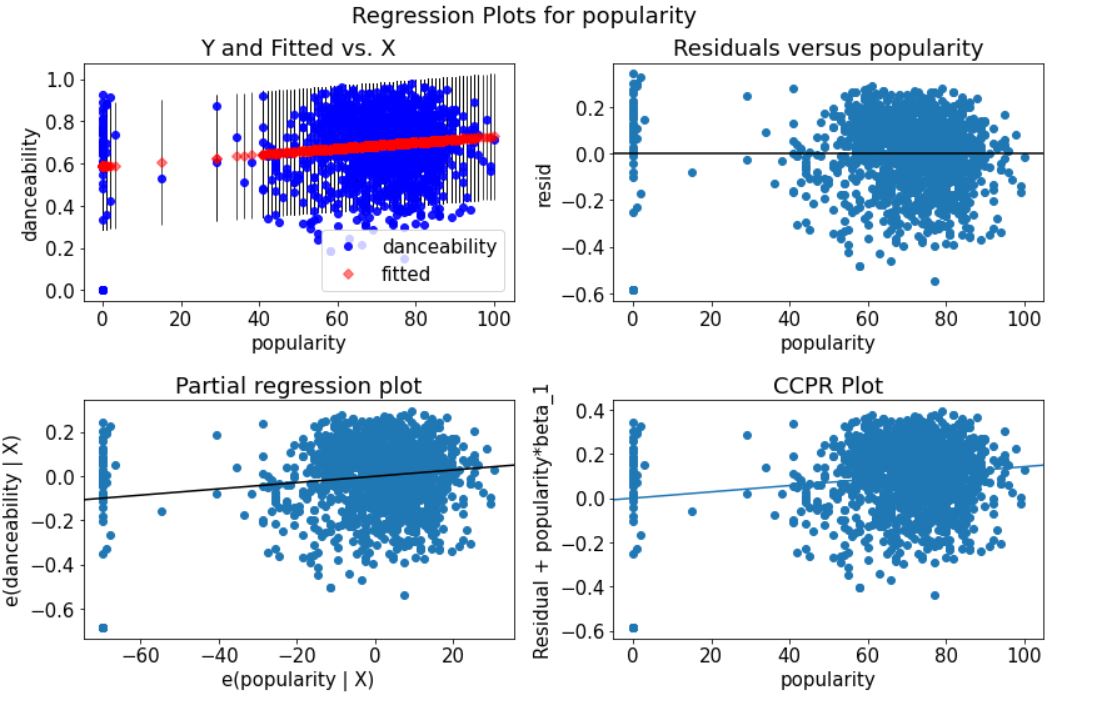 Regression Plots for popularity
Y and Fitted vs. X
1.0
0.8
0.6
0.4
0.2
0.0
danceability
danceability
fitted
0 20 40 60 80 100
popularity
Residuals versus popularity
0.2
0.0
−0.2
−0.4
−0.6
resid
0 20 40 60 80 100
popularity
Partial regression plot
0.2
0.0
−0.2
−0.4
−0.6
e(danceability | X)
−60 −40 −20 0 20
e(popularity | X)
CCPR Plot
0.4
0.2
0.0
−0.2
−0.4
−0.6
Residual + popularity*beta_1
0 20 40 60 80 100
popularity